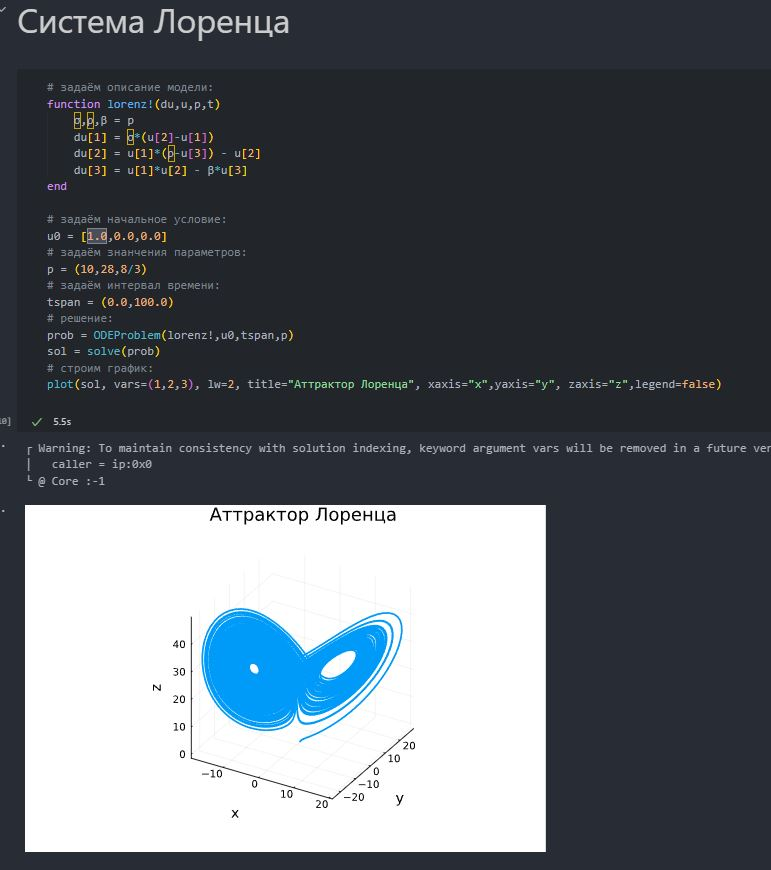 Система Лоренца
# задаём описание модели:
function lorenz!(du,u,p,t)
σ,ρ,β = p
du[1] = σ*(u[2]-u[1])
du[2] = u[1]*(ρ-u[3]) - u[2]
du[3] = u[1]*u[2] - β*u[3]
end
# задаём начальное условие:
u0 = [1.0,0.0,0.0]
# задаём знанчения параметров:
p = (10,28,8/3)
# задаём интервал времени:
tspan = (0.0,100.0)
# решение:
prob = ODEProblem(lorenz!,u0,tspan,p)
sol = solve(prob)
# строим график:
plot(sol, vars=(1,2,3), lw=2, title="Аттрактор Лоренца", xaxis="x",yaxis="y", zaxis="z",legend=false)
✓ 5.5s
┌ Warning: To maintain consistency with solution indexing, keyword argument vars will be removed in a future
│ caller = ip:0x0
└ @ Core :-1
Аттрактор Лоренца
40
30
z
20
10
0
−10
0
10
20
x
−20
−10
0
10
20
y